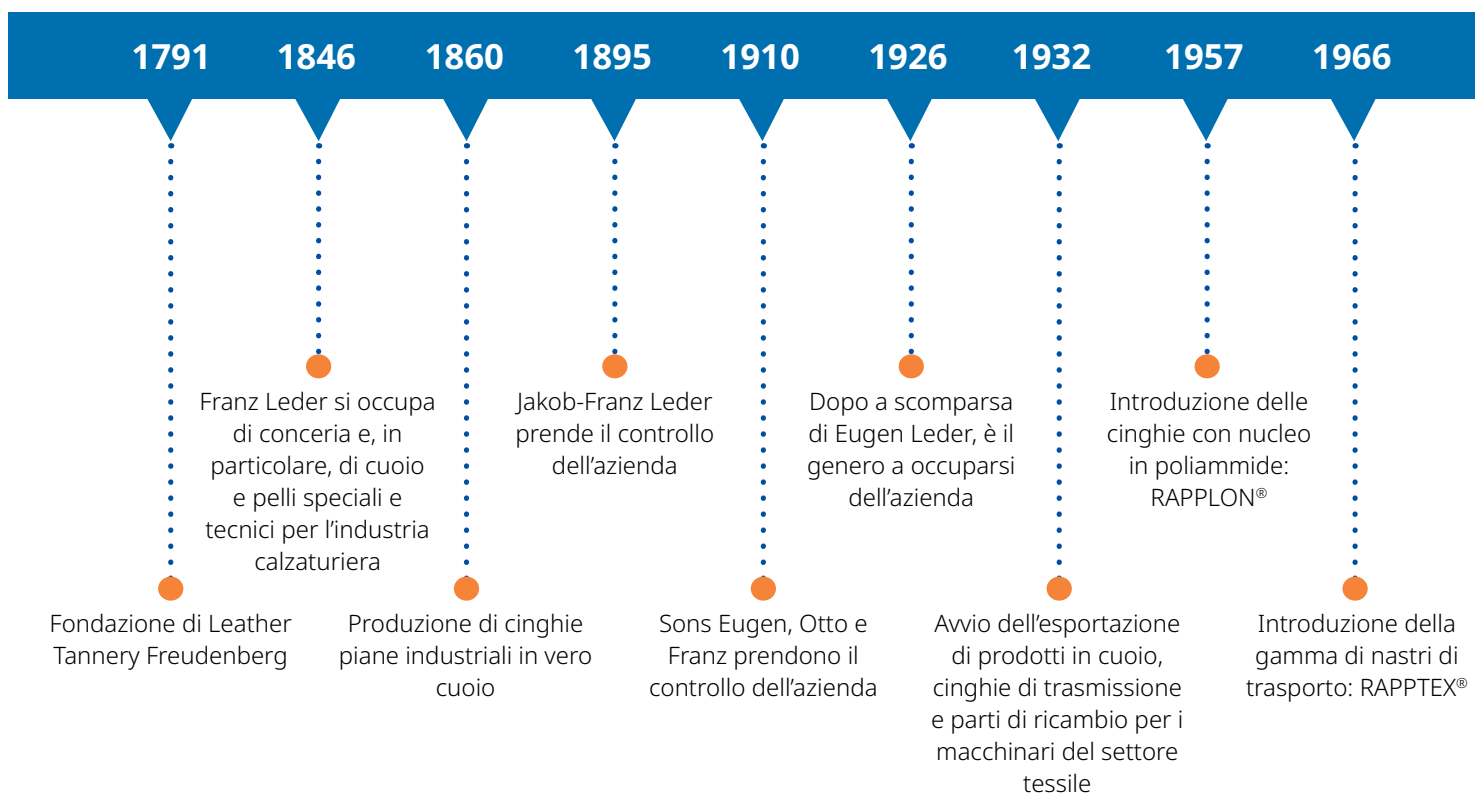 1791 1846 1860 1895 1910 1926 1932 1957 1966
Franz Leder si occupa
di conceria e, in
particolare, di cuoio
e pelli speciali e
tecnici per l’industria
calzaturiera
Jakob-Franz Leder
prende il controllo
dell’azienda
Dopo a scomparsa
di Eugen Leder, è il
genero a occuparsi
dell’azienda
Introduzione delle
cinghie con nucleo
in poliammide:
RAPPLON®
Fondazione di Leather
Tannery Freudenberg
Produzione di cinghie
piane industriali in vero
cuoio
Sons Eugen, Otto e
Franz prendono il
controllo dell’azienda
Avvio dell’esportazione
di prodotti in cuoio,
cinghie di trasmissione
e parti di ricambio per i
macchinari del settore
tessile
Introduzione della
gamma di nastri di
trasporto: RAPPTEX®